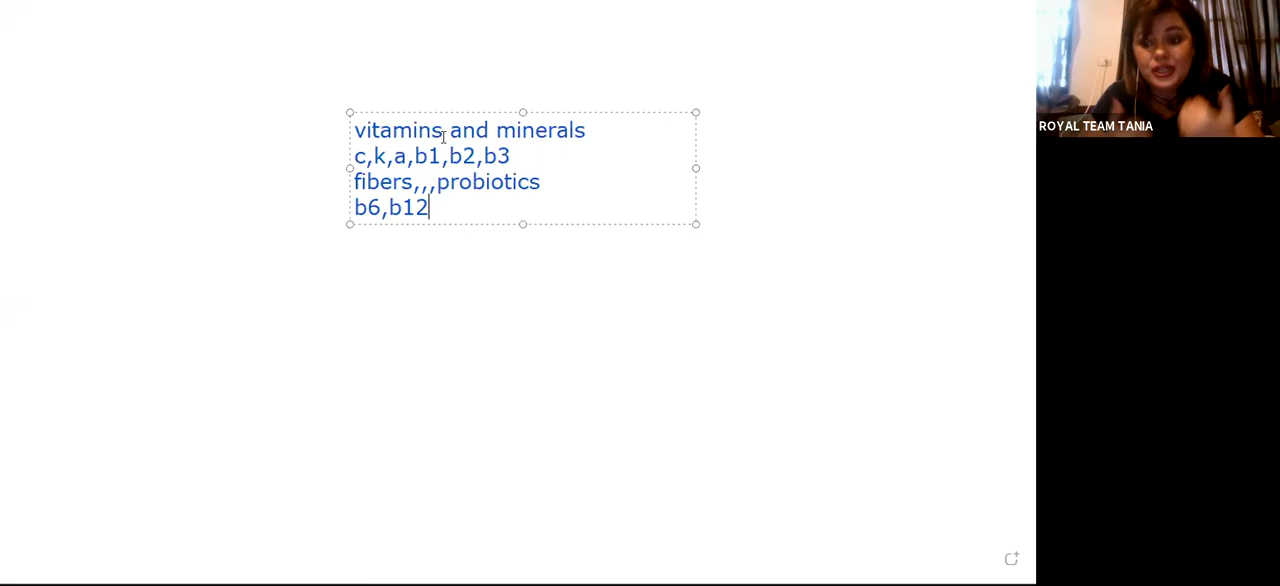 vitamins and minerals
c,k,a,b1,b2,b3
fibers,,,probiotics
b6,b12
ROYAL TEAM TANIA